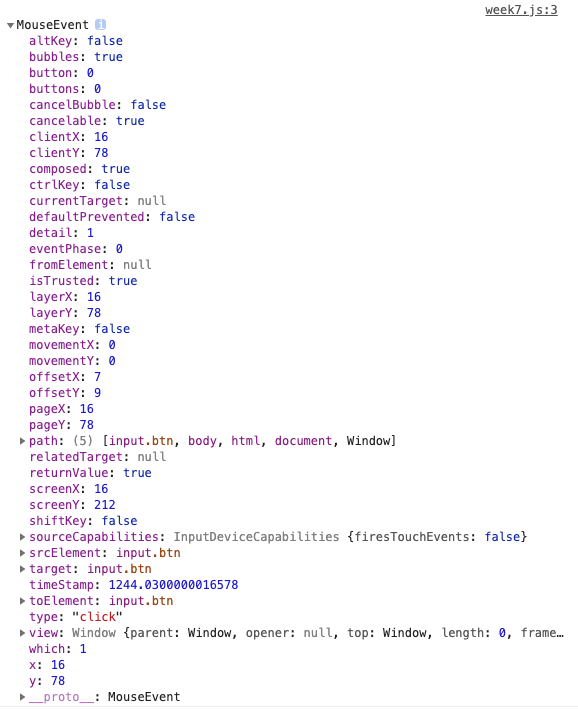 week7.js:3
MouseEvent i
altKey: false
bubbles: true
button: 0
buttons: 0
cancelBubble: false
cancelable: true
clientX: 16
clientY: 78
composed: true
ctrlKey: false
currentTarget: null
defaultPrevented: false
detail: 1
eventPhase: 0
fromElement: null
isTrusted: true
layerX: 16
layerY: 78
metaKey: false
movementX: 0
movementY: 0
offsetX: 7
offsetY: 9
pageX: 16
pageY: 78
path: (5) [input.btn, body, html, document, Window]
relatedTarget: null
returnValue: true
screenX: 16
screenY: 212
shiftKey: false
sourceCapabilities: InputDeviceCapabilities {firesTouchEvents: false}
srcElement: input.btn
target: input.btn
timeStamp: 1244.0300000016578
toElement: input.btn
type: "click"
view: Window {parent: Window, opener: null, top: Window, length: 0, frame…
which: 1
x: 16
y: 78
__proto__: MouseEvent